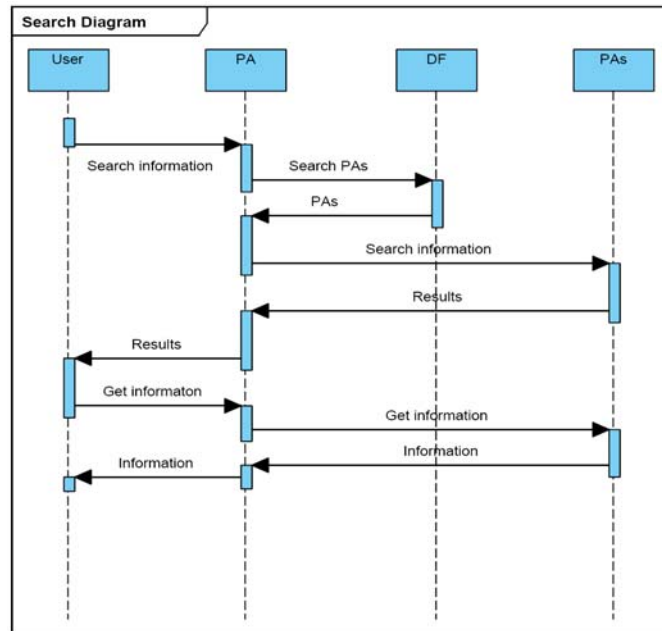 Search Diagram
User
PA
DF
PAs
Search information
Search PAs
PAs
Search information
Results
Results
Get informaton
Get information
Information
Information